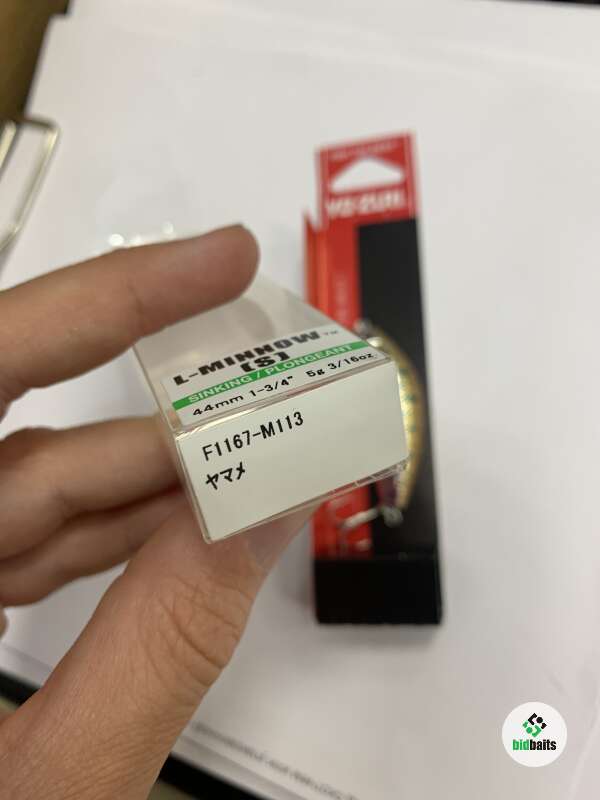 YO-ZURI
L-MINNOW™
(S)
SINKING / PLONGEANT
44mm 1-3/4" 5g 3/16oz
F1167-M113
ヤマメ
bidbaits